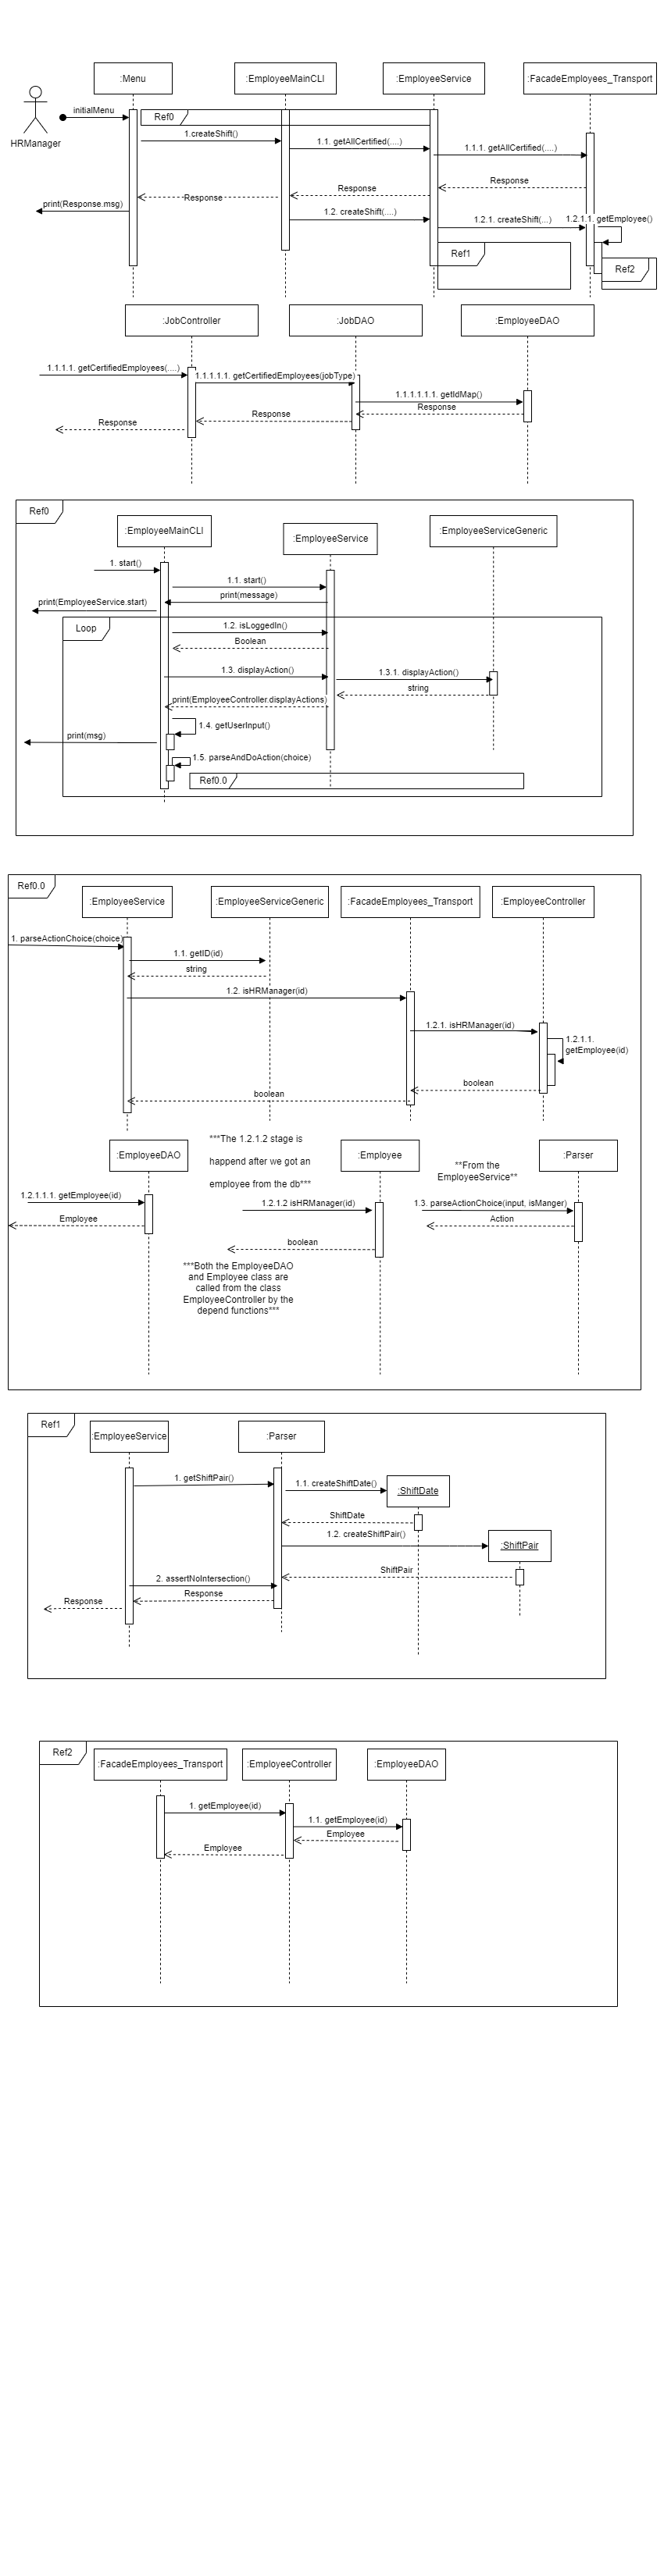 :Menu
:EmployeeMainCLI
:EmployeeService
:FacadeEmployees_Transport
HRManager
initialMenu
Ref0
1.createShift()
1.1. getAllCertified(....)
1.1.1. getAllCertified(....)
Response
Response
Response
print(Response.msg)
1.2. createShift(....)
1.2.1. createShift(...)
1.2.1.1. getEmployee()
Ref1
Ref2
:JobController
:JobDAO
:EmployeeDAO
1.1.1.1. getCertifiedEmployees(....)
1.1.1.1.1. getCertifiedEmployees(jobType)
1.1.1.1.1.1. getIdMap()
Response
Response
Response
Ref0
:EmployeeMainCLI
:EmployeeService
:EmployeeServiceGeneric
1. start()
1.1. start()
print(message)
print(EmployeeService.start)
Loop
1.2. isLoggedIn()
Boolean
1.3. displayAction()
1.3.1. displayAction()
string
print(EmployeeController.displayActions)
1.4. getUserInput()
print(msg)
1.5. parseAndDoAction(choice)
Ref0.0
Ref0.0
:EmployeeService
:EmployeeServiceGeneric
:FacadeEmployees_Transport
:EmployeeController
1. parseActionChoice(choice)
1.1. getID(id)
string
1.2. isHRManager(id)
1.2.1. isHRManager(id)
1.2.1.1.
getEmployee(id)
boolean
boolean
:EmployeeDAO
***The 1.2.1.2 stage is
happend after we got an
employee from the db***
:Employee
**From the
EmployeeService**
:Parser
1.2.1.1.1. getEmployee(id)
Employee
1.2.1.2 isHRManager(id)
boolean
1.3. parseActionChoice(input, isManger)
Action
***Both the EmployeeDAO
and Employee class are
called from the class
EmployeeController by the
depend functions***
Ref1
:EmployeeService
:Parser
1. getShiftPair()
1.1. createShiftDate()
:ShiftDate
ShiftDate
1.2. createShiftPair()
:ShiftPair
ShiftPair
2. assertNoIntersection()
Response
Response
Ref2
:FacadeEmployees_Transport
:EmployeeController
:EmployeeDAO
1. getEmployee(id)
1.1. getEmployee(id)
Employee
Employee